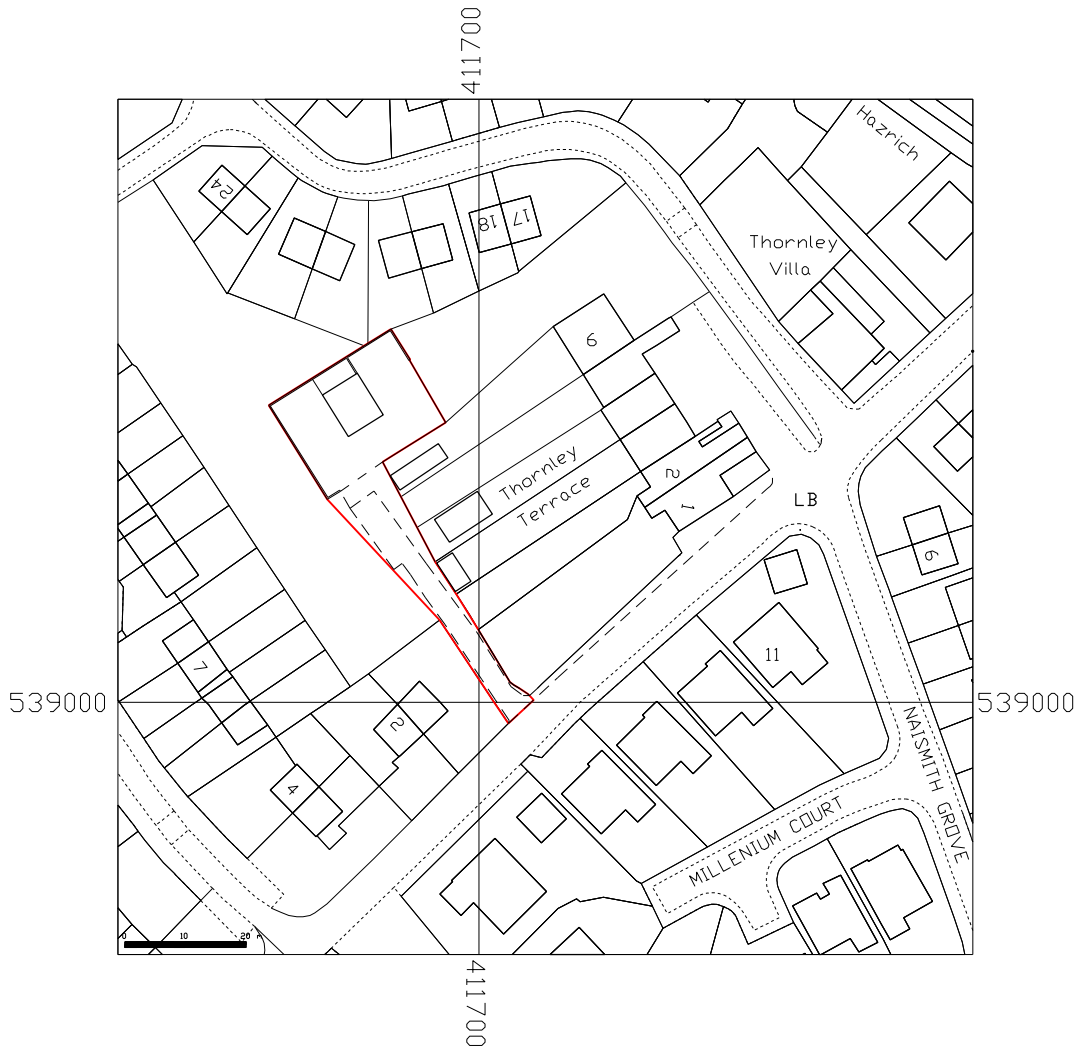 411700
Hazrich
24
18
17
Thornley
Villa
6
Thornley
Terrace
2
1
LB
6
11
7
539000
539000
2
4
NAISMITH GROVE
MILLENIUM COURT
0 10 20 m
411700